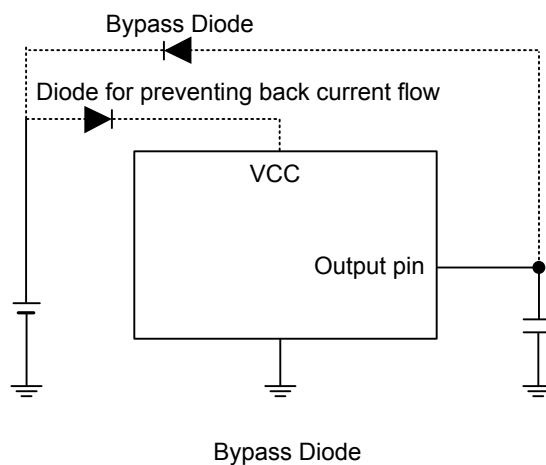 Bypass Diode
Diode for preventing back current flow
VCC
Output pin
Bypass Diode